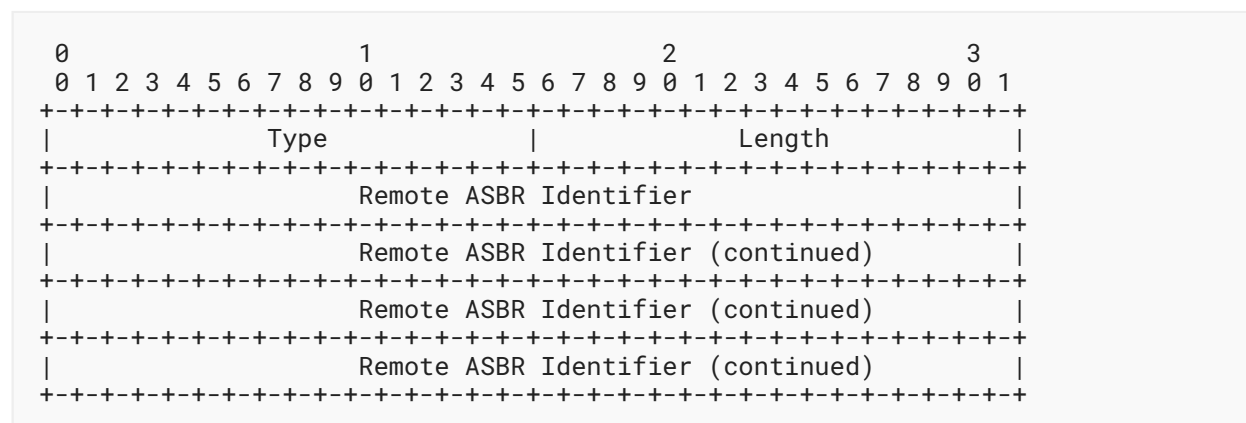 0                   1                   2                   3
 0 1 2 3 4 5 6 7 8 9 0 1 2 3 4 5 6 7 8 9 0 1 2 3 4 5 6 7 8 9 0 1
+-+-+-+-+-+-+-+-+-+-+-+-+-+-+-+-+-+-+-+-+-+-+-+-+-+-+-+-+-+-+-+-+
|              Type             |             Length            |
+-+-+-+-+-+-+-+-+-+-+-+-+-+-+-+-+-+-+-+-+-+-+-+-+-+-+-+-+-+-+-+-+
|                    Remote ASBR Identifier                     |
+-+-+-+-+-+-+-+-+-+-+-+-+-+-+-+-+-+-+-+-+-+-+-+-+-+-+-+-+-+-+-+-+
|                    Remote ASBR Identifier (continued)         |
+-+-+-+-+-+-+-+-+-+-+-+-+-+-+-+-+-+-+-+-+-+-+-+-+-+-+-+-+-+-+-+-+
|                    Remote ASBR Identifier (continued)         |
+-+-+-+-+-+-+-+-+-+-+-+-+-+-+-+-+-+-+-+-+-+-+-+-+-+-+-+-+-+-+-+-+
|                    Remote ASBR Identifier (continued)         |
+-+-+-+-+-+-+-+-+-+-+-+-+-+-+-+-+-+-+-+-+-+-+-+-+-+-+-+-+-+-+-+-+